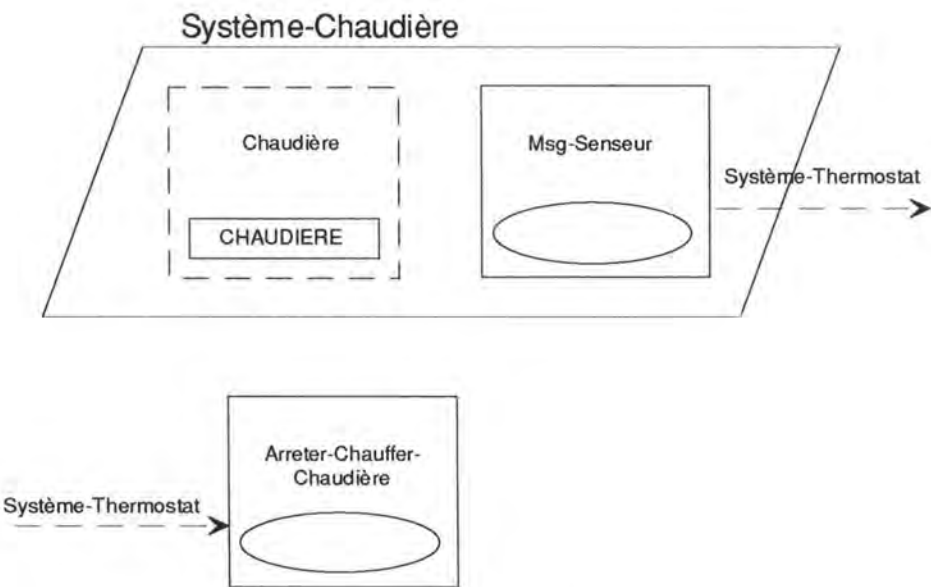 Système-Chaudière
Chaudière
CHAUDIERE
Msg-Senseur
Système-Thermostat
Arreter-Chauffer-
Chaudière
Système-Thermostat